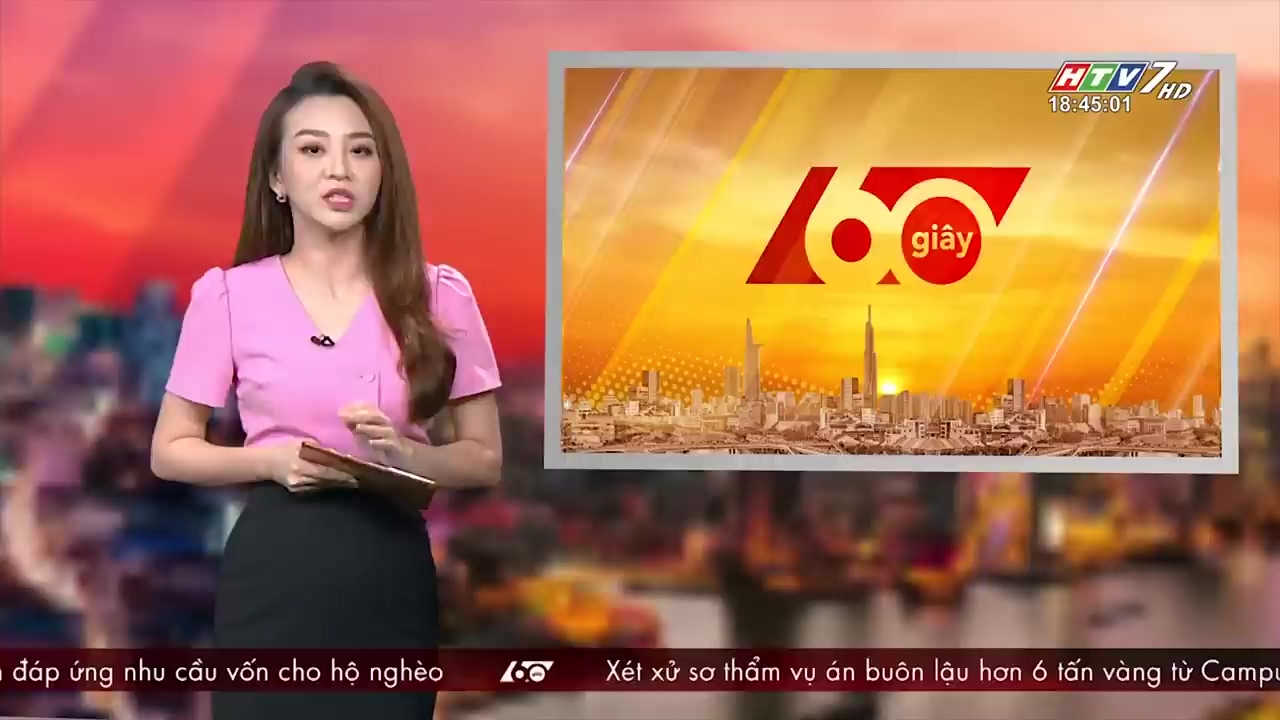 HTV7 HD
18:45:01
60 giây
đáp ứng nhu cầu vốn cho hộ nghèo 60 Xét xử sơ thẩm vụ án buôn lậu hơn 6 tấn vàng từ